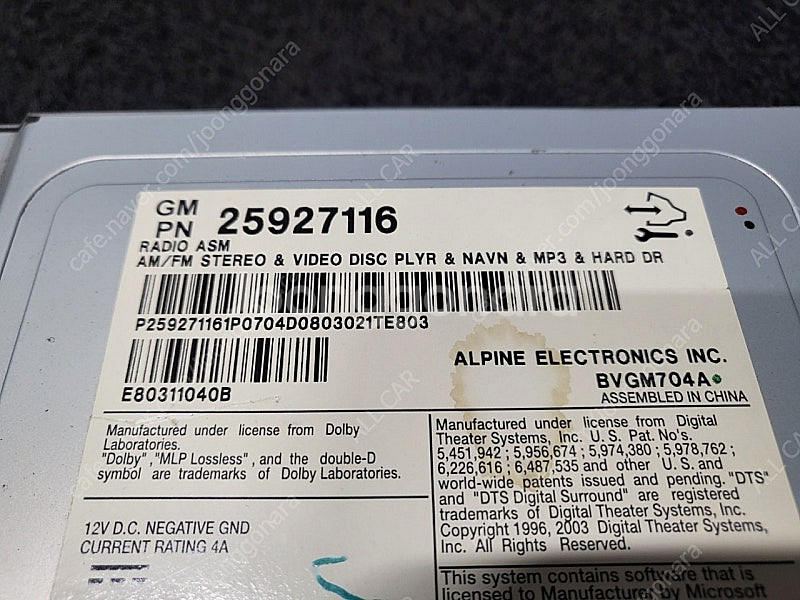 GM
PN 25927116
RADIO ASM
AM/FM STEREO & VIDEO DISC PLYR & NAVN & MP3 & HARD DR
P259271161P0704D0803021TE803
E80311040B
ALPINE ELECTRONICS INC.
BVGM704A
ASSEMBLED IN CHINA
Manufactured under license from Dolby
Laboratories.
"Dolby","MLP Lossless", and the double-D
symbol are trademarks of Dolby Laboratories.
12V D.C. NEGATIVE GND
CURRENT RATING 4A
Manufactured under license from Digital
Theater Systems, Inc. U.S. Pat. No's.
5,451,942 ; 5,956,674 ; 5,974,380 ; 5,978,762 ;
6,226,616 ; 6,487,535 and other U.S. and
world-wide patents issued and pending. "DTS"
and "DTS Digital Surround" are registered
trademarks of Digital Theater Systems, Inc.
Copyright 1996, 2003 Digital Theater Systems,
Inc. All Rights Reserved.
This system contains software that is
licensed to Manufacturer by Microsoft
cafe.naver.com/joonggonara
ALL CAR